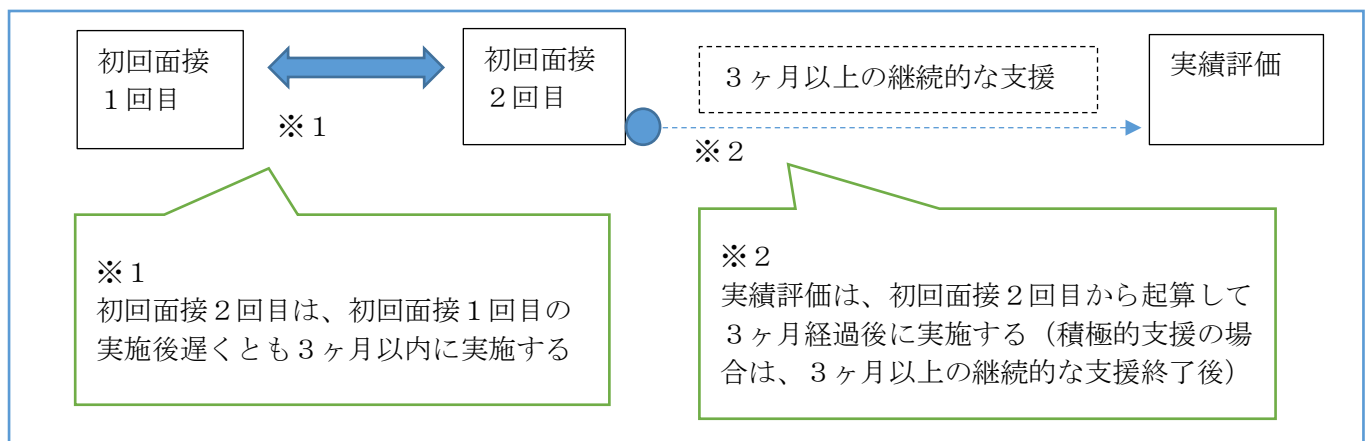 初回面接
１回目
※１
初回面接
２回目
３ヶ月以上の継続的な支援
※２
実績評価
※１
初回面接２回目は、初回面接１回目の
実施後遅くとも３ヶ月以内に実施する
※２
実績評価は、初回面接２回目から起算して
３ヶ月経過後に実施する（積極的支援の場
合は、３ヶ月以上の継続的な支援終了後）